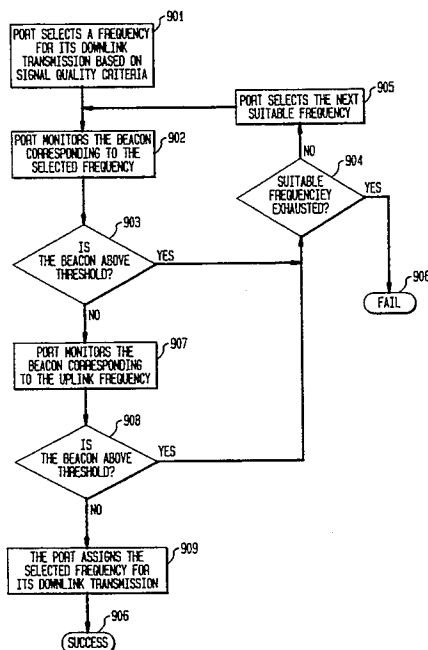 901
PORT SELECTS A FREQUENCY
FOR ITS DOWNLINK
TRANSMISSION BASED ON
SIGNAL QUALITY CRITERIA
905
PORT SELECTS THE NEXT
SUITABLE FREQUENCY
902
PORT MONITORS THE BEACON
CORRESPONDING TO THE
SELECTED FREQUENCY
NO
904
SUITABLE
FREQUENCIEY
EXHAUSTED?
YES
903
IS
THE BEACON ABOVE
THRESHOLD?
YES
906
FAIL
NO
907
PORT MONITORS THE
BEACON CORRESPONDING
TO THE UPLINK FREQUENCY
908
IS
THE BEACON ABOVE
THRESHOLD?
YES
NO
909
THE PORT ASSIGNS THE
SELECTED FREQUENCY FOR
ITS DOWNLINK TRANSMISSION
906
SUCCESS